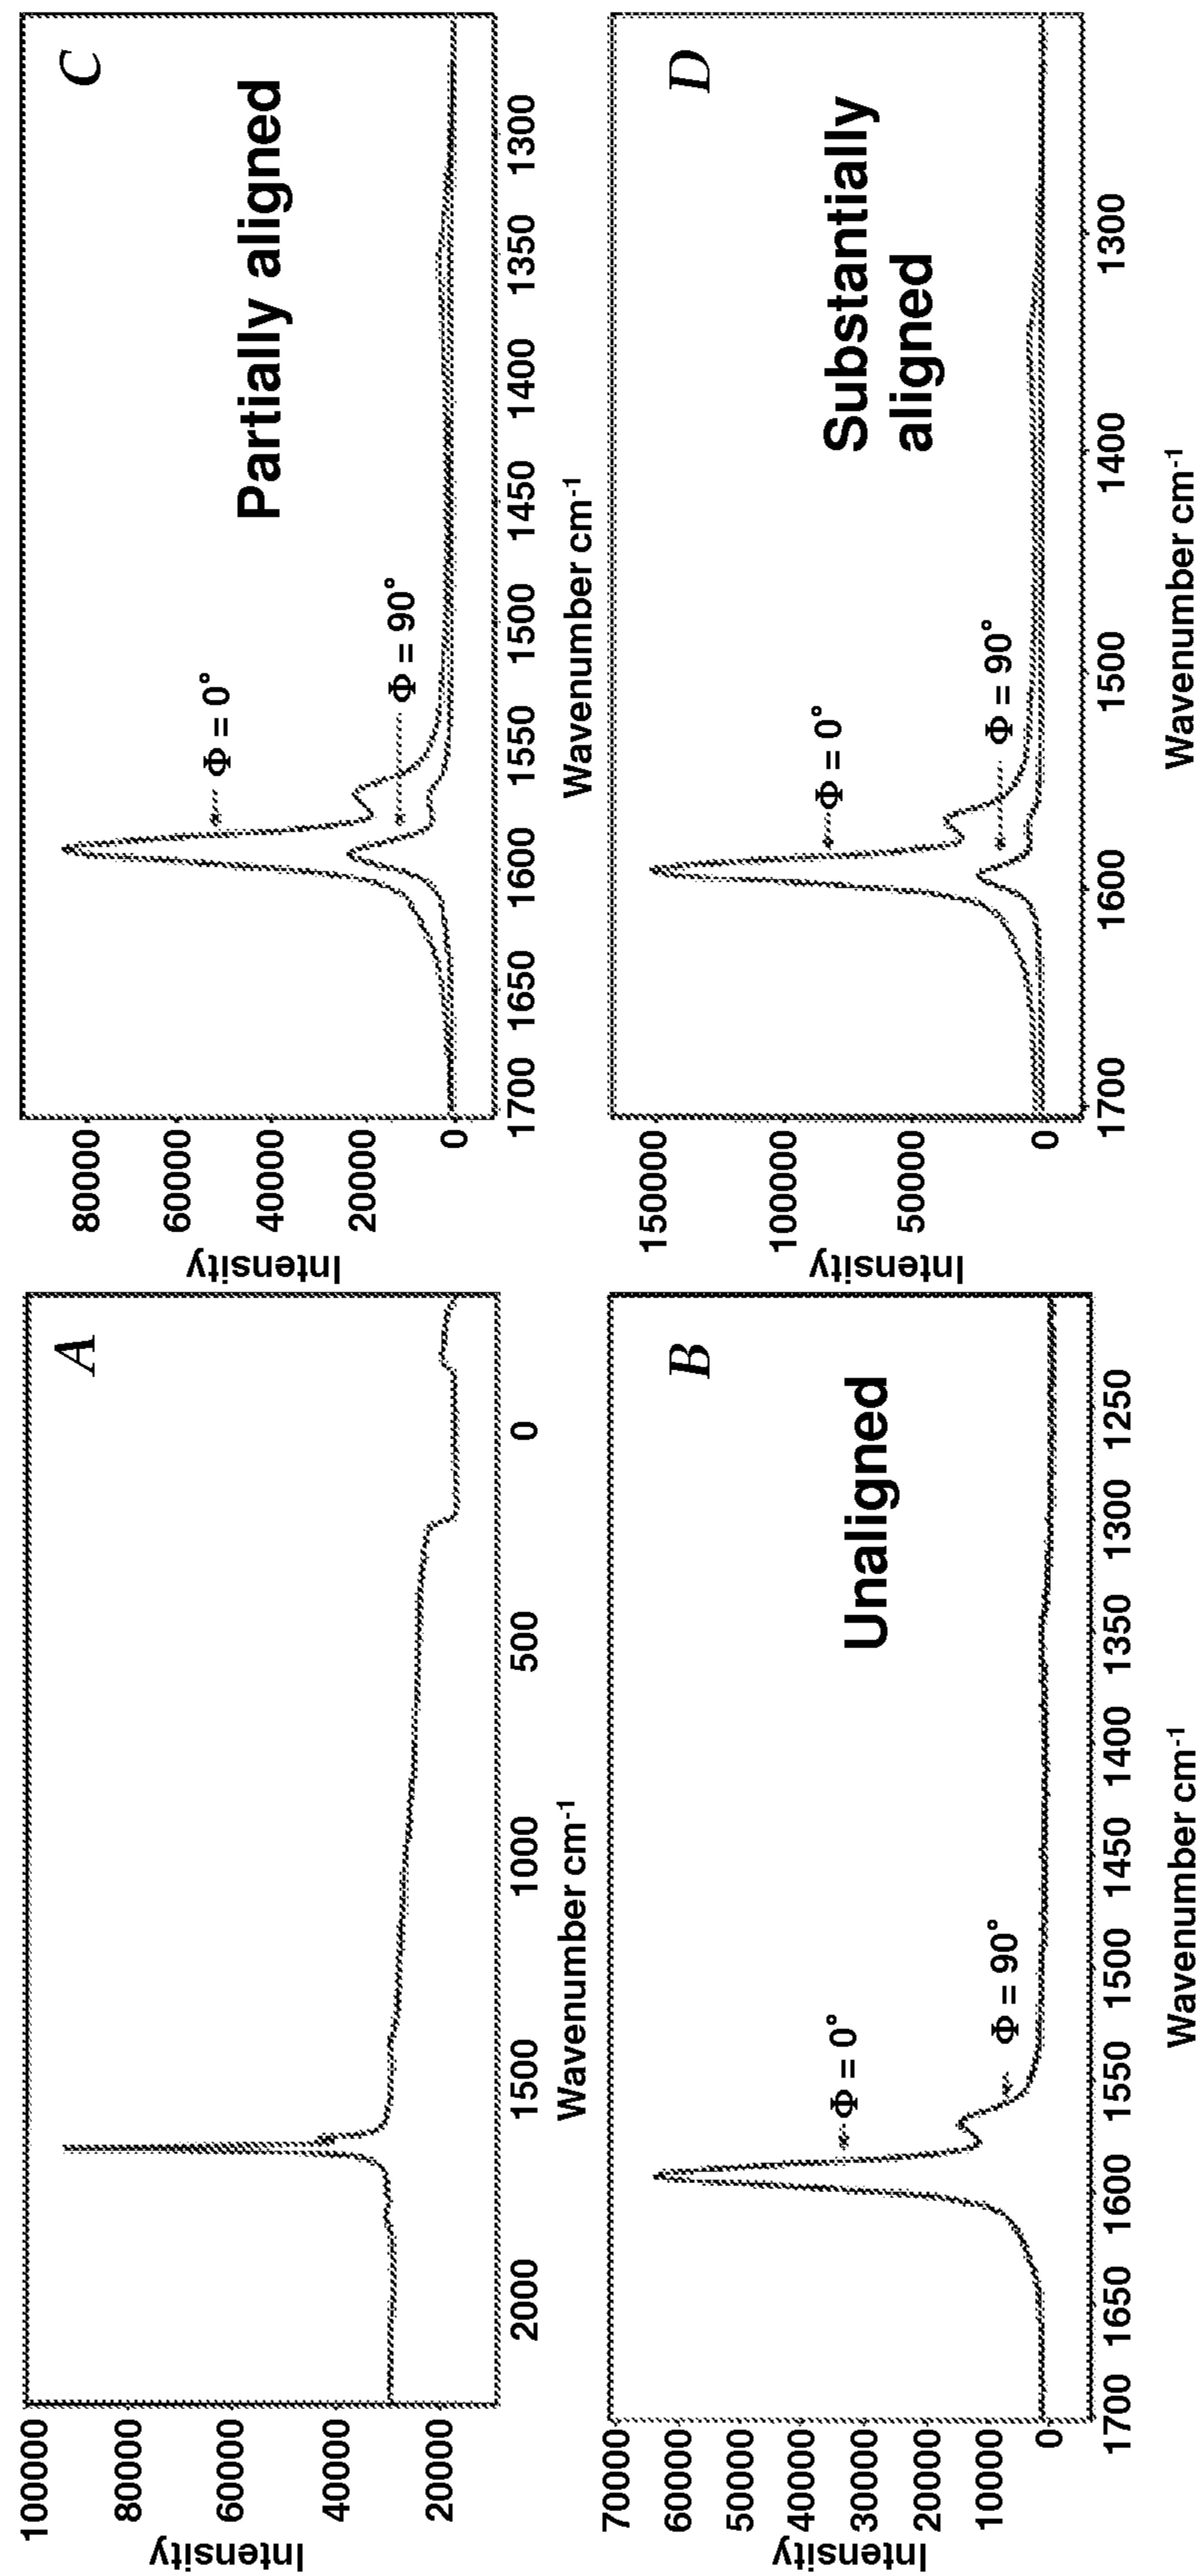 A
100000
80000
60000
40000
20000
Intensity
2000 1500 1000 500 0
Wavenumber cm⁻¹
C
Partially aligned
Φ = 0°
Φ = 90°
80000
60000
40000
20000
0
Intensity
1700 1650 1600 1550 1500 1450 1400 1350 1300
Wavenumber cm⁻¹
B
Unaligned
Φ = 0°
Φ = 90°
70000
60000
50000
40000
30000
20000
10000
0
Intensity
1700 1650 1600 1550 1500 1450 1400 1350 1300 1250
Wavenumber cm⁻¹
D
Substantially
aligned
Φ = 0°
Φ = 90°
150000
100000
50000
0
Intensity
1700 1600 1500 1400 1300
Wavenumber cm⁻¹